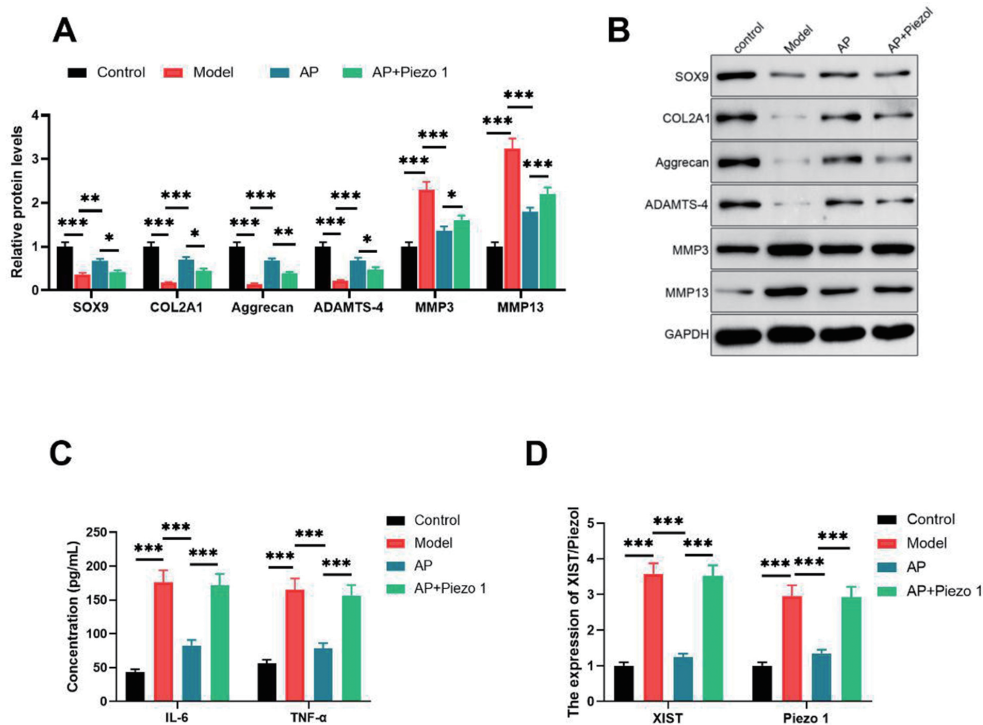 A
Control Model AP AP+Piezo 1
Relative protein levels
4
3
2
1
0
*** ** *** * *** *** * *** *** ** *** *** * *** *** * *** *** ***
SOX9 COL2A1 Aggrecan ADAMTS-4 MMP3 MMP13
B
control Model AP AP+Piezol
SOX9
COL2A1
Aggrecan
ADAMTS-4
MMP3
MMP13
GAPDH
C
Concentration (pg/mL)
250
200
150
100
50
0
*** *** *** *** *** ***
IL-6 TNF-α
Control
Model
AP
AP+Piezo 1
D
The expression of XIST/Piezol
5
4
3
2
1
0
*** *** *** *** *** ***
XIST Piezo 1
Control
Model
AP
AP+Piezo 1